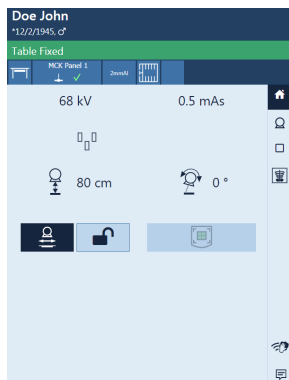 Doe John
*12/2/1945, ♂
Table Fixed
MCK Panel 1
2mmAl
68 kV
0.5 mAs
80 cm
0 °